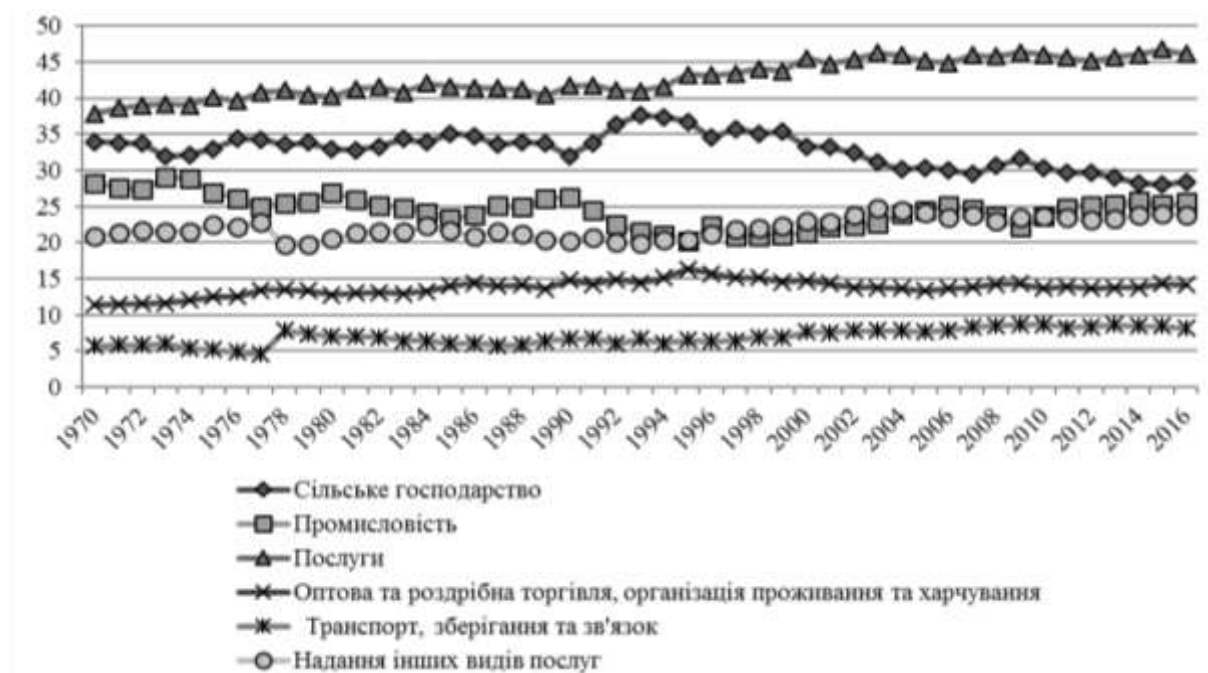 50
45
40
35
30
25
20
15
10
5
0
1970 1972 1974 1976 1978 1980 1982 1984 1986 1988 1990 1992 1994 1996 1998 2000 2002 2004 2006 2008 2010 2012 2014 2016
Сільське господарство
Промисловість
Послуги
Оптова та роздрібна торгівля, організація проживання та харчування
Транспорт, зберігання та зв'язок
Надання інших видів послуг